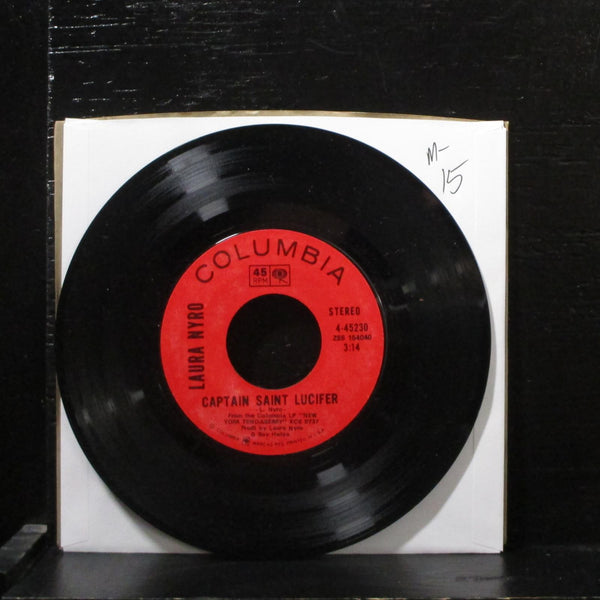 M-
15
COLUMBIA
45
RPM
LAURA NYRO
STEREO
4-45230
ZSS 154040
3:14
CAPTAIN SAINT LUCIFER
-L. Nyro-
From the Columbia LP "NEW
YORK TENDABERRY" KCS 9737
Prod. by Laura Nyro
& Roy Halee